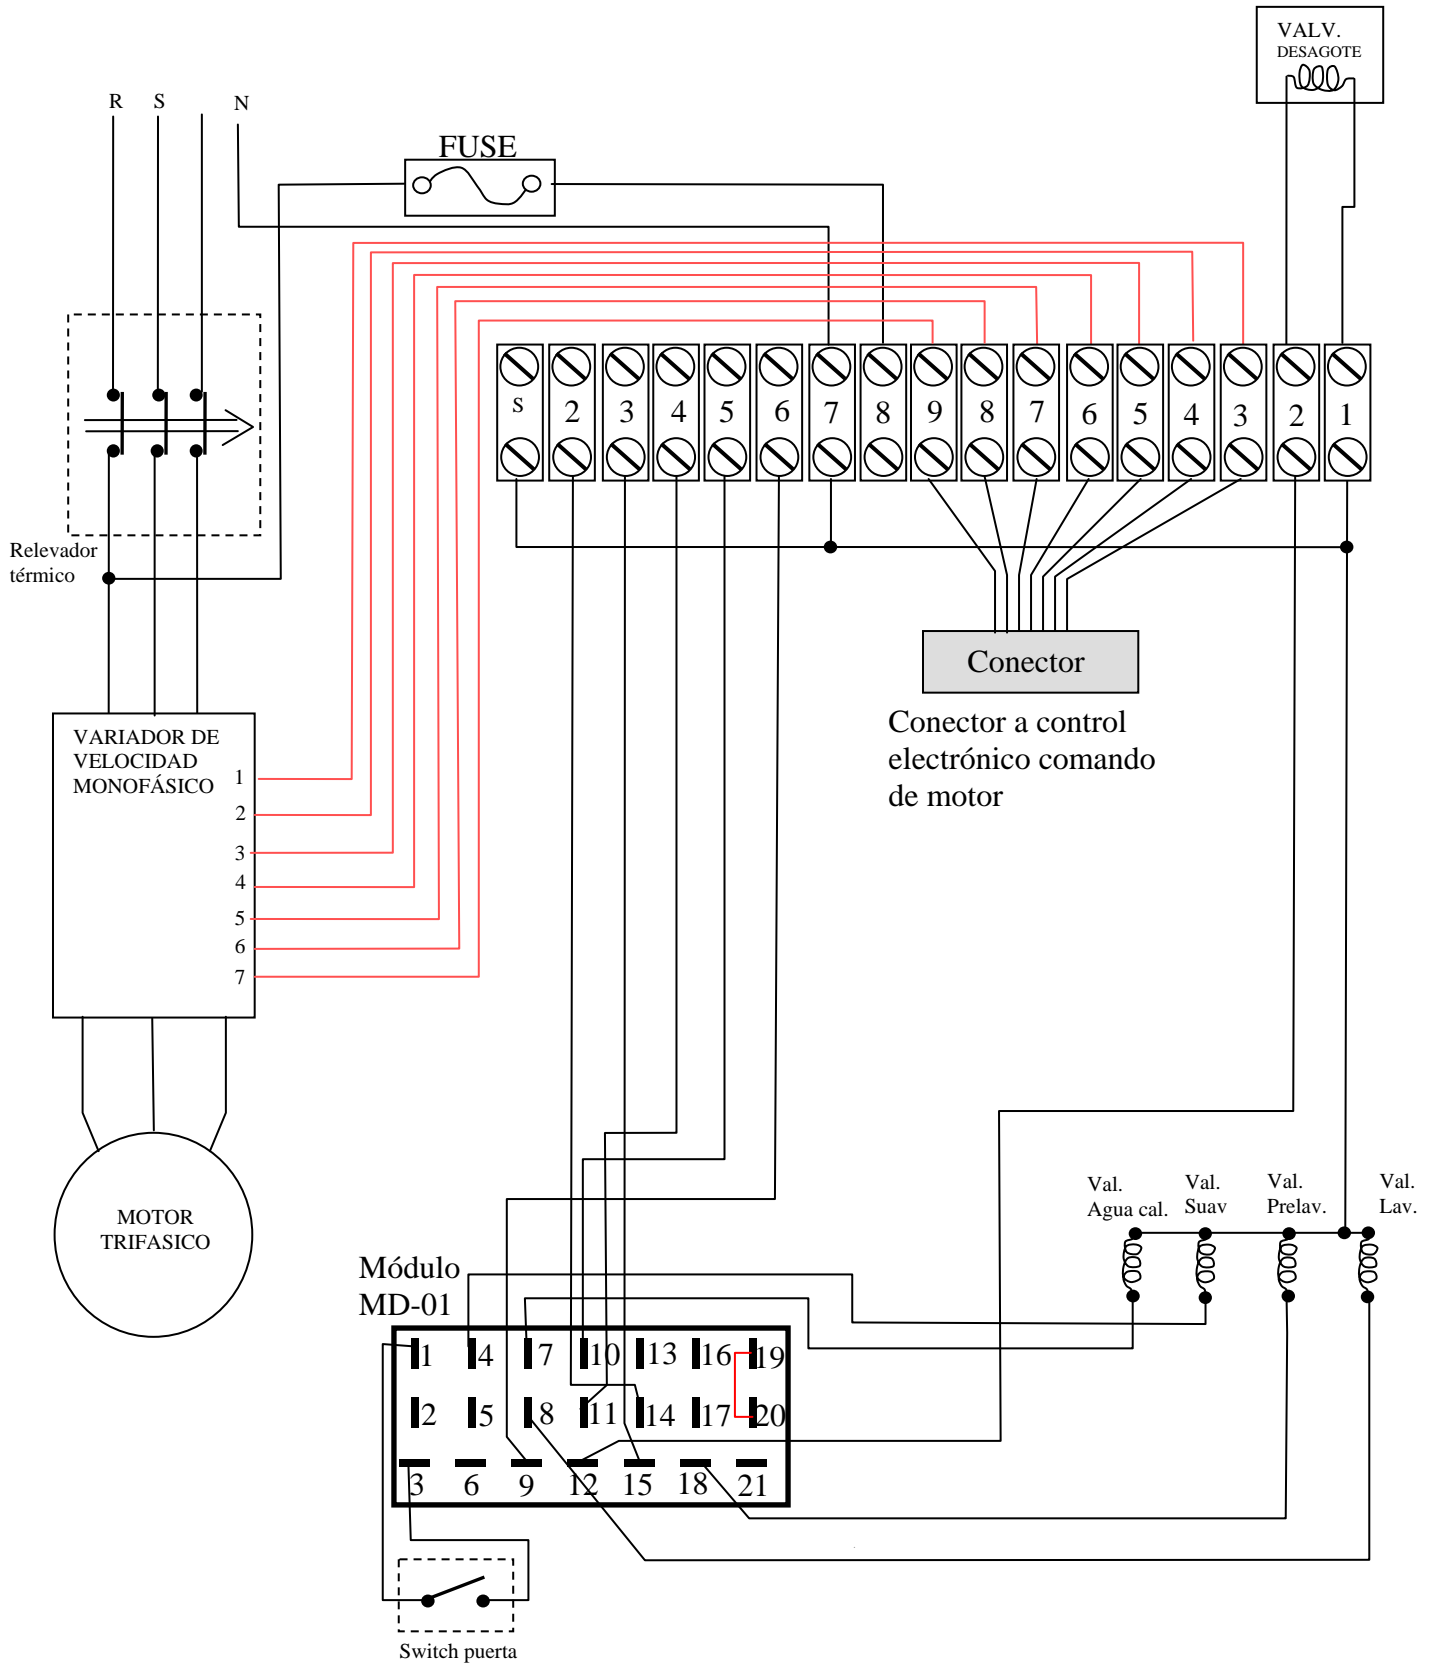 VALV.
DESAGOTE
R S N
FUSE
S 2 3 4 5 6 7 8 9 8 7 6 5 4 3 2 1
Relevador
térmico
Conector
Conector a control
electrónico comando
de motor
VARIADOR DE
VELOCIDAD
MONOFÁSICO
1
2
3
4
5
6
7
MOTOR
TRIFASICO
Val.
Agua cal.
Val.
Suav
Val.
Prelav.
Val.
Lav.
Módulo
MD-01
1 4 7 10 13 16 19
2 5 8 11 14 17 20
3 6 9 12 15 18 21
Switch puerta